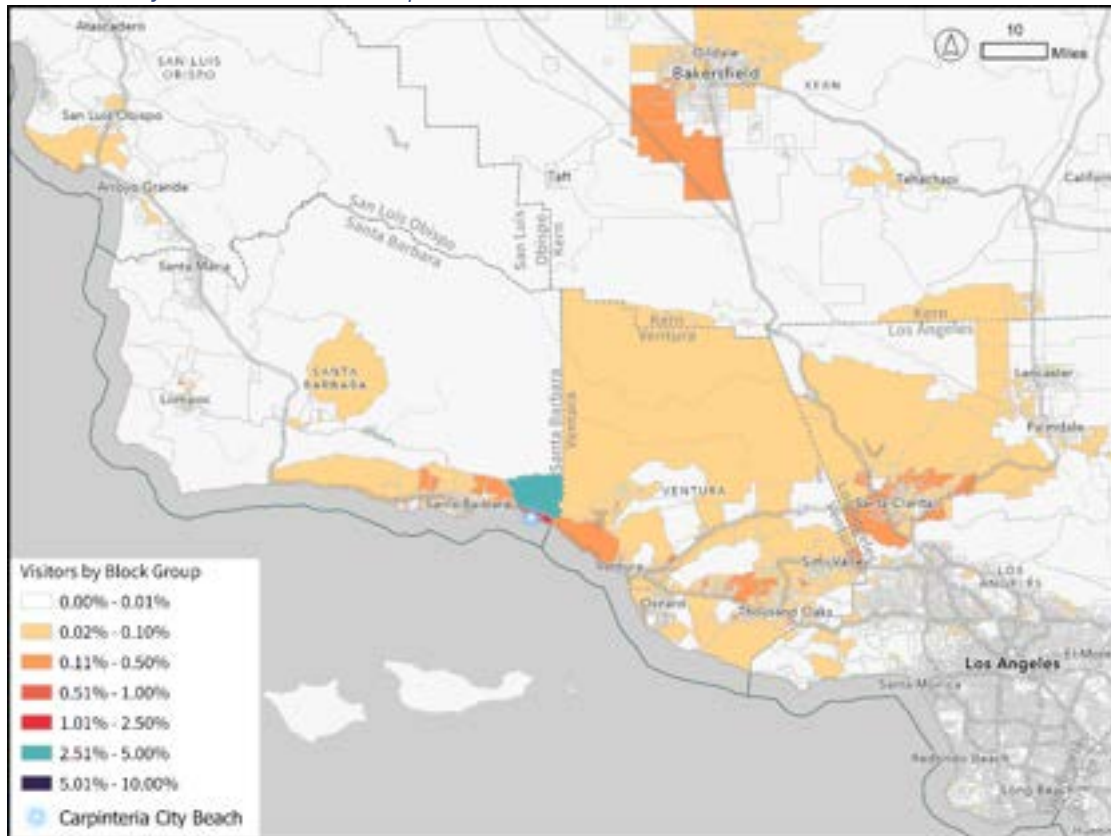 Atascadero
SAN LUIS
OBISPO
San Luis Obispo
Arroyo Grande
Santa Maria
Lompoc
SANTA
BARBARA
San Luis Obispo
Santa Barbara
San Luis
Obispo
Kern
Taft
Oildale
Bakersfield
KERN
Tehachapi
10
Miles
Kern
Ventura
Kern
Los Angeles
Lancaster
Palmdale
Santa Barbara
Ventura
VENTURA
Santa Barbara
Ventura
Oxnard
Thousand Oaks
Simi Valley
Santa Clarita
LOS
ANGELES
Los Angeles
Santa Monica
Redondo Beach
Long Beach
Visitors by Block Group
0.00% - 0.01%
0.02% - 0.10%
0.11% - 0.50%
0.51% - 1.00%
1.01% - 2.50%
2.51% - 5.00%
5.01% - 10.00%
Carpinteria City Beach